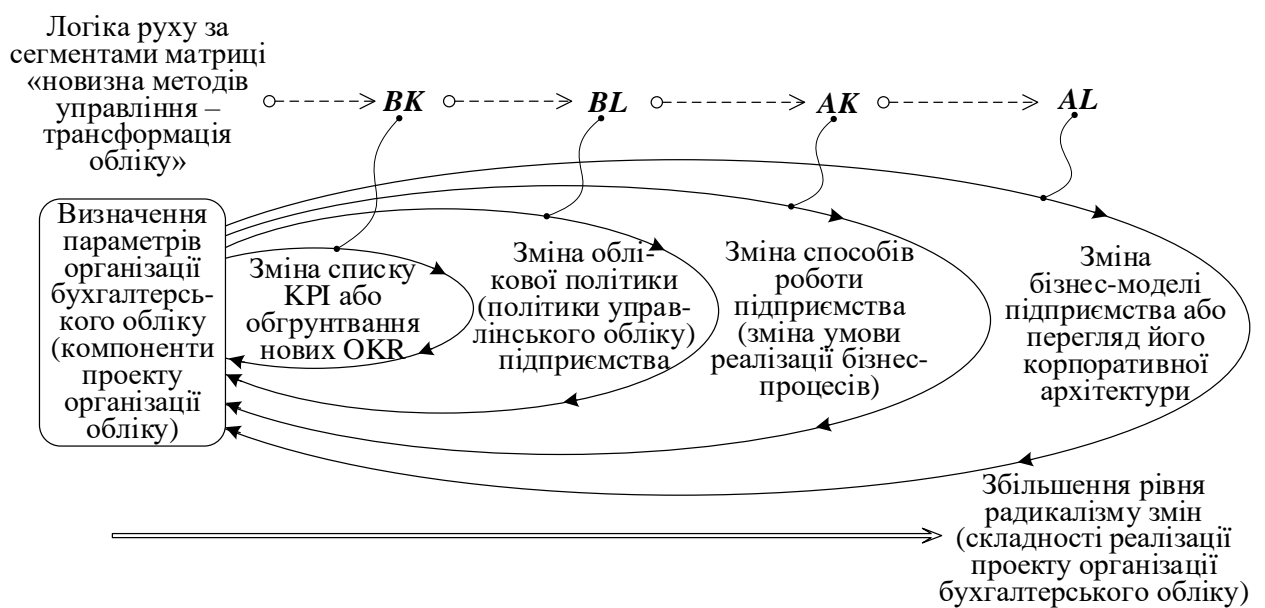 Логіка руху за
сегментами матриці
«новизна методів
управління –
трансформація
обліку»
BK
BL
AK
AL
Визначення
параметрів
організації
бухгалтерсь-
кого обліку
(компоненти
проекту
організації
обліку)
Зміна списку
KPI або
обгрунтвання
нових OKR
Зміна облі-
кової політики
(політики управ-
лінського обліку)
підприємства
Зміна способів
роботи
підприємства
(зміна умови
реалізації бізнес-
процесів)
Зміна
бізнес-моделі
підприємства або
перегляд його
корпоративної
архітектури
Збільшення рівня
радикалізму змін
(складності реалізації
проекту організації
бухгалтерського обліку)